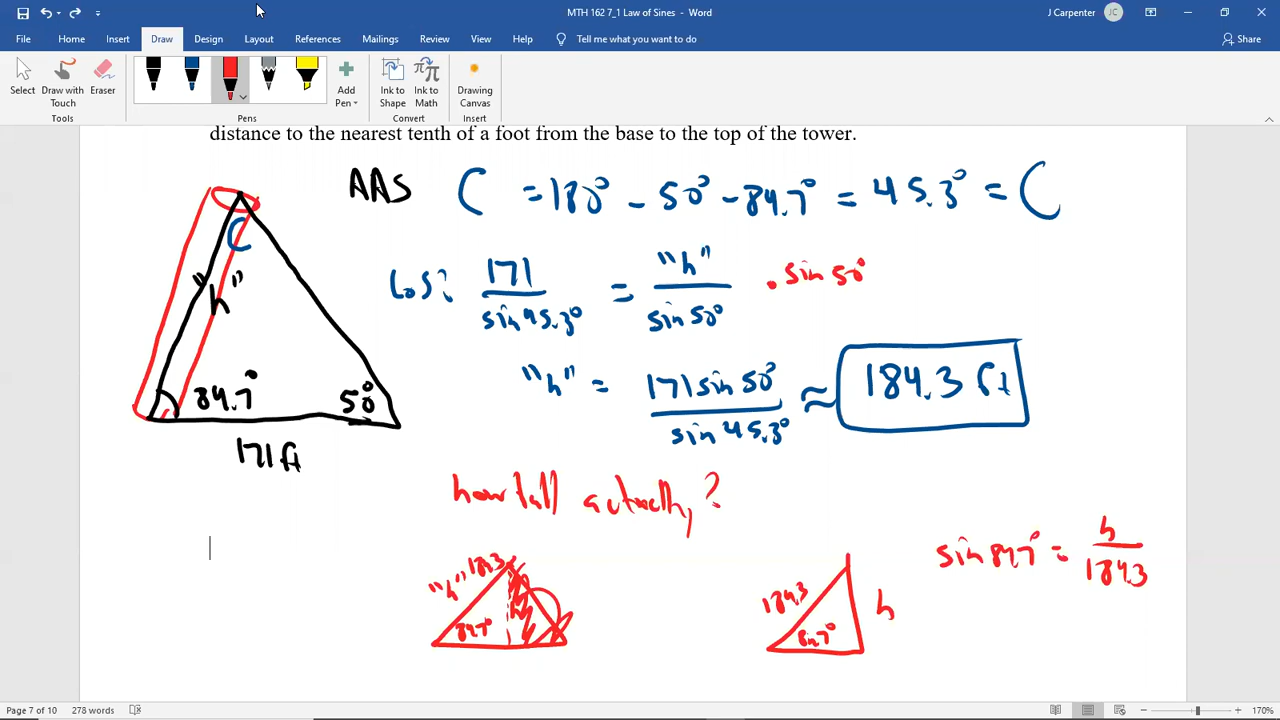 MTH 162 7_1 Law of Sines - Word
J Carpenter JC
File Home Insert Draw Design Layout References Mailings Review View Help Tell me what you want to do Share
Select Draw with Touch Eraser Add Pen Ink to Shape Ink to Math Drawing Canvas
Tools Pens Convert Insert
distance to the nearest tenth of a foot from the base to the top of the tower.
AAS C = 180° - 50° - 84.7° = 45.3° = C
C
"h"
84.7° 50°
171 ft
LoS: 171 / sin 45.3° = "h" / sin 50° · sin 50°
"h" = 171 sin 50° / sin 45.3° ≈ 184.3 ft
how tall actually?
"h" 184.3
84.7°
184.3 h
84.7°
sin 84.7° = h / 184.3
Page 7 of 10 278 words 170%